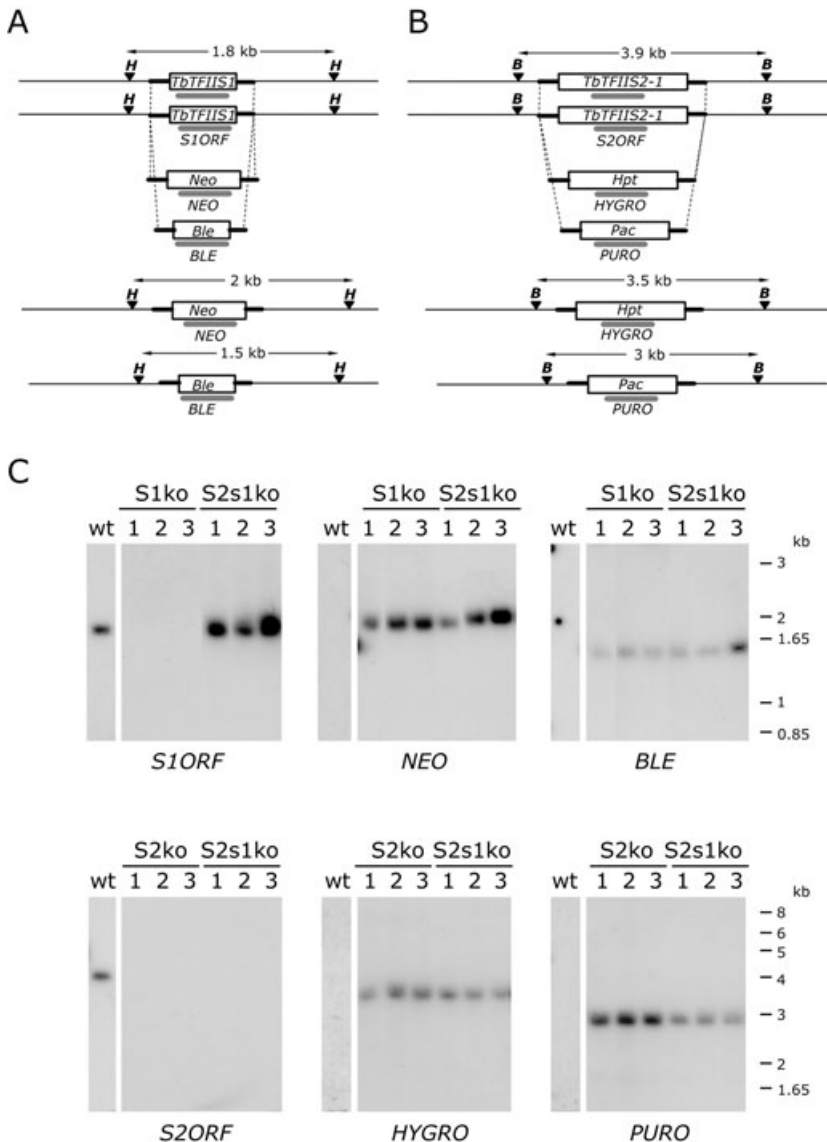 A
1.8 kb
H H
TbTFIIS1
TbTFIIS1
S1ORF
Neo
NEO
Ble
BLE
2 kb
H H
Neo
NEO
1.5 kb
H H
Ble
BLE
B
3.9 kb
B B
TbTFIIS2-1
TbTFIIS2-1
S2ORF
Hpt
HYGRO
Pac
PURO
3.5 kb
B B
Hpt
HYGRO
3 kb
B B
Pac
PURO
C
S1ko S2s1ko
wt 1 2 3 1 2 3
S1ORF
S1ko S2s1ko
1 2 3 1 2 3
NEO
S1ko S2s1ko
wt 1 2 3 1 2 3
kb
3
2
1.65
1
0.85
BLE
S2ko S2s1ko
wt 1 2 3 1 2 3
S2ORF
S2ko S2s1ko
wt 1 2 3 1 2 3
HYGRO
S2ko S2s1ko
wt 1 2 3 1 2 3
kb
8
6
5
4
3
2
1.65
PURO